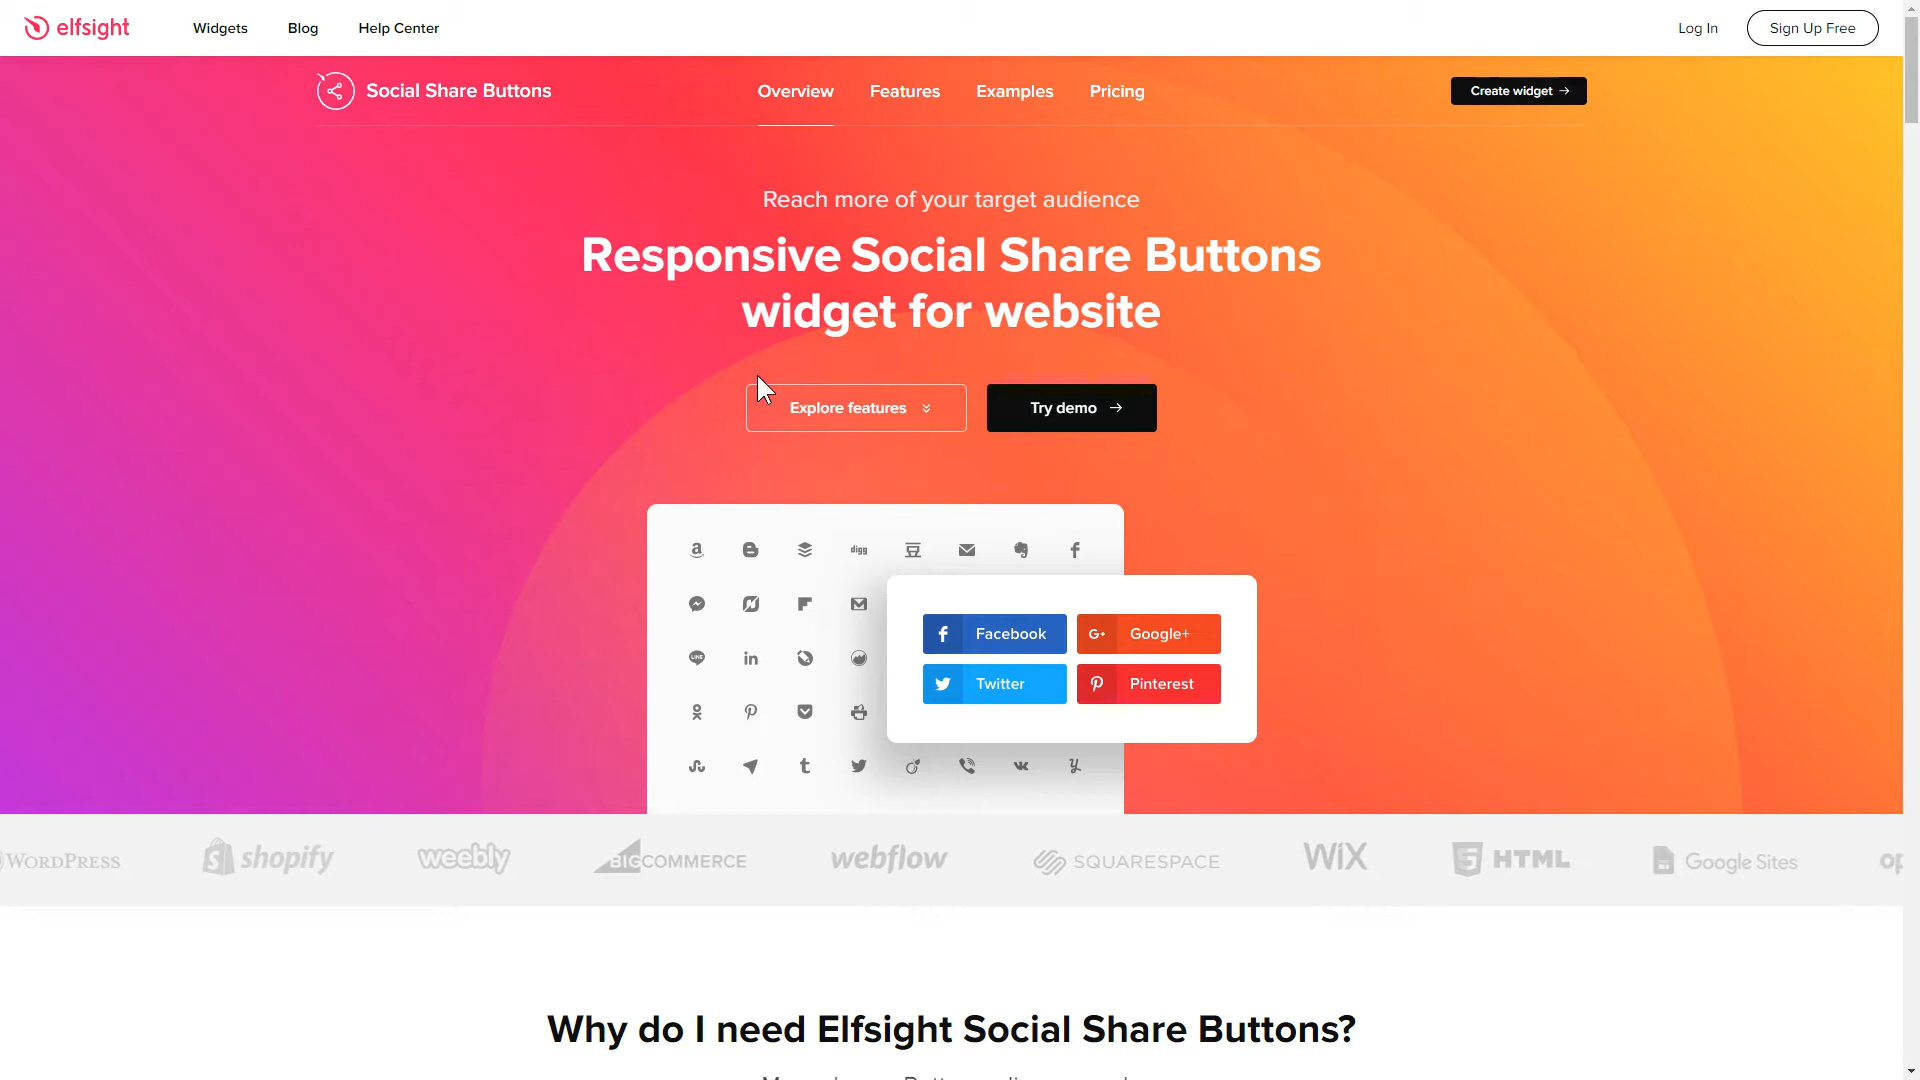 elfsight
Widgets
Blog
Help Center
Log In
Sign Up Free
Social Share Buttons
Overview
Features
Examples
Pricing
Create widget
Reach more of your target audience
Responsive Social Share Buttons
widget for website
Explore features
Try demo
digg
LINE
Facebook
G+
Google+
Twitter
Pinterest
WORDPRESS
shopify
weebly
BIGCOMMERCE
webflow
SQUARESPACE
WiX
HTML
Google Sites
op
Why do I need Elfsight Social Share Buttons?